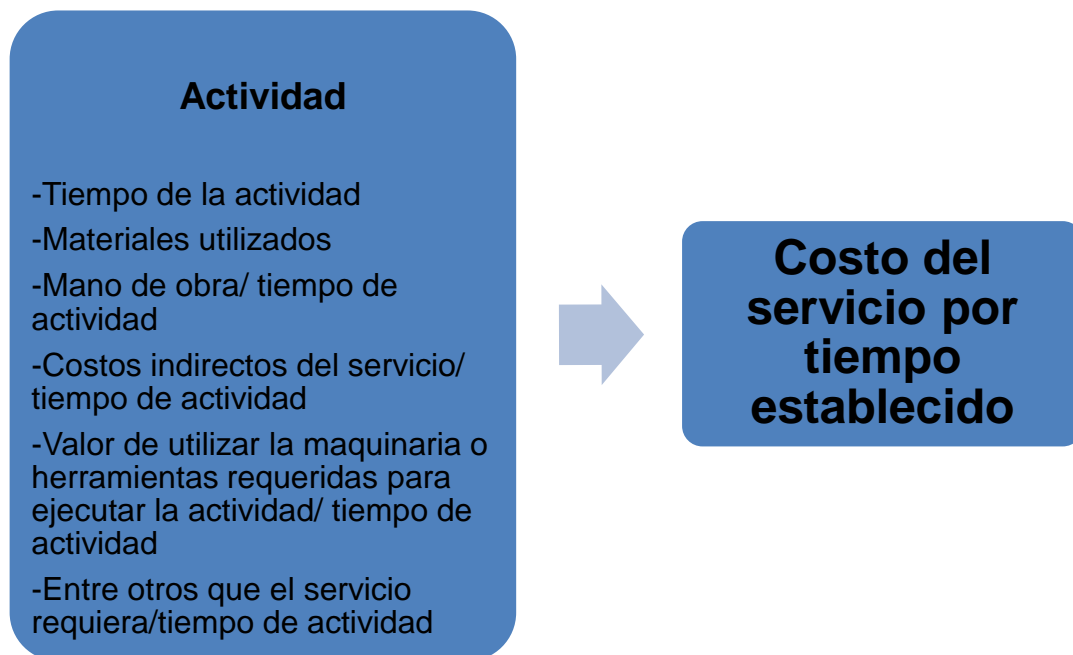 Actividad
-Tiempo de la actividad
-Materiales utilizados
-Mano de obra/ tiempo de
actividad
-Costos indirectos del servicio/
tiempo de actividad
-Valor de utilizar la maquinaria o
herramientas requeridas para
ejecutar la actividad/ tiempo de
actividad
-Entre otros que el servicio
requiera/tiempo de actividad
Costo del
servicio por
tiempo
establecido